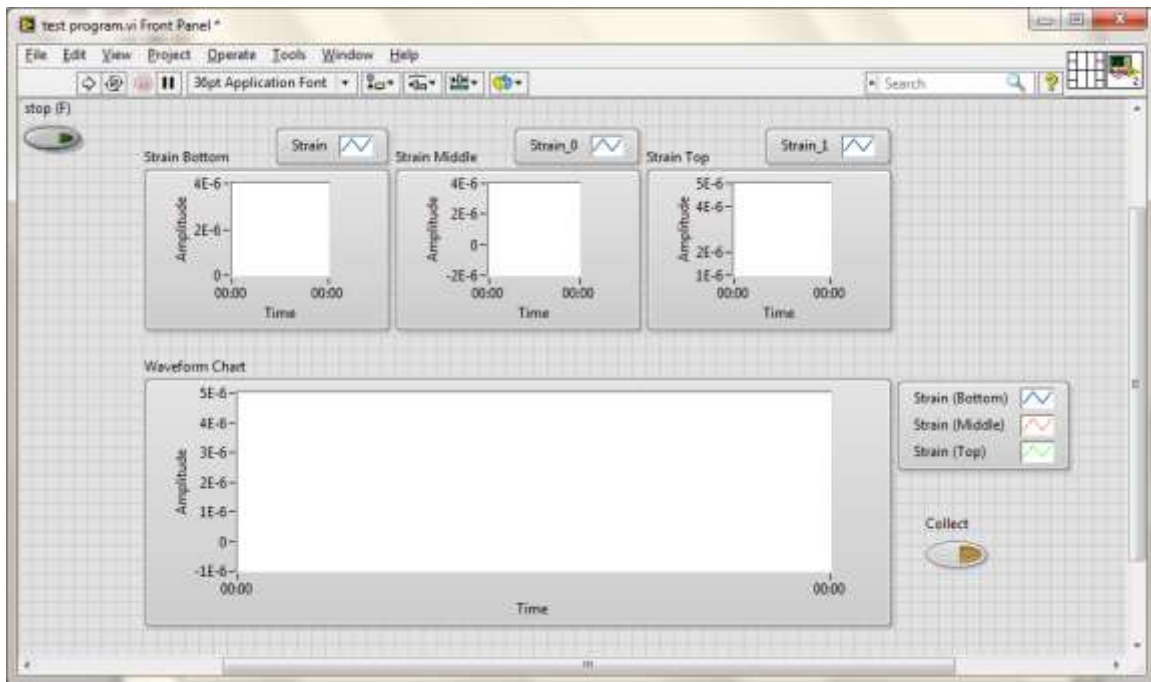 test program.vi Front Panel *
File Edit View Project Operate Tools Window Help
36pt Application Font
Search
2
stop (F)
Strain
Strain_0
Strain_1
Strain Bottom
Strain Middle
Strain Top
4E-6
2E-6
0
Amplitude
00:00 00:00
Time
4E-6
2E-6
0
-2E-6
Amplitude
00:00 00:00
Time
5E-6
4E-6
2E-6
1E-6
Amplitude
00:00 00:00
Time
Waveform Chart
5E-6
4E-6
3E-6
2E-6
1E-6
0
-1E-6
Amplitude
00:00 00:00
Time
Strain (Bottom)
Strain (Middle)
Strain (Top)
Collect